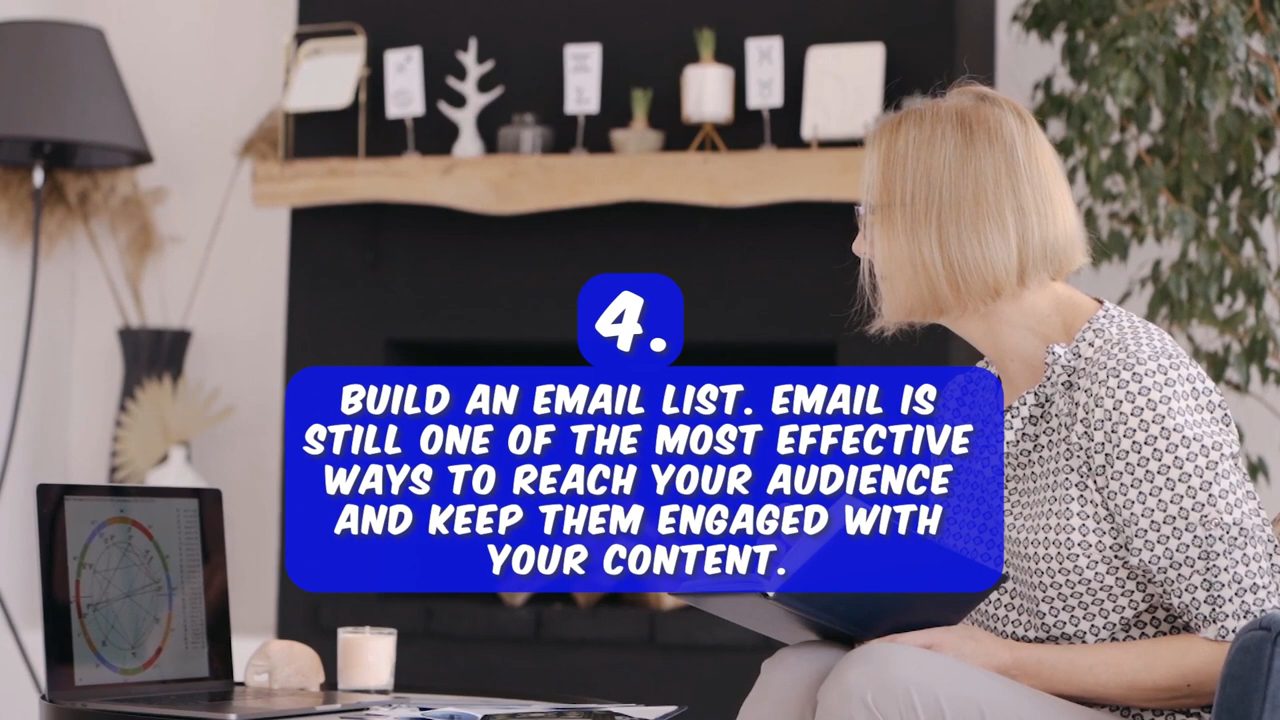 4.
BUILD AN EMAIL LIST. EMAIL IS
STILL ONE OF THE MOST EFFECTIVE
WAYS TO REACH YOUR AUDIENCE
AND KEEP THEM ENGAGED WITH
YOUR CONTENT.